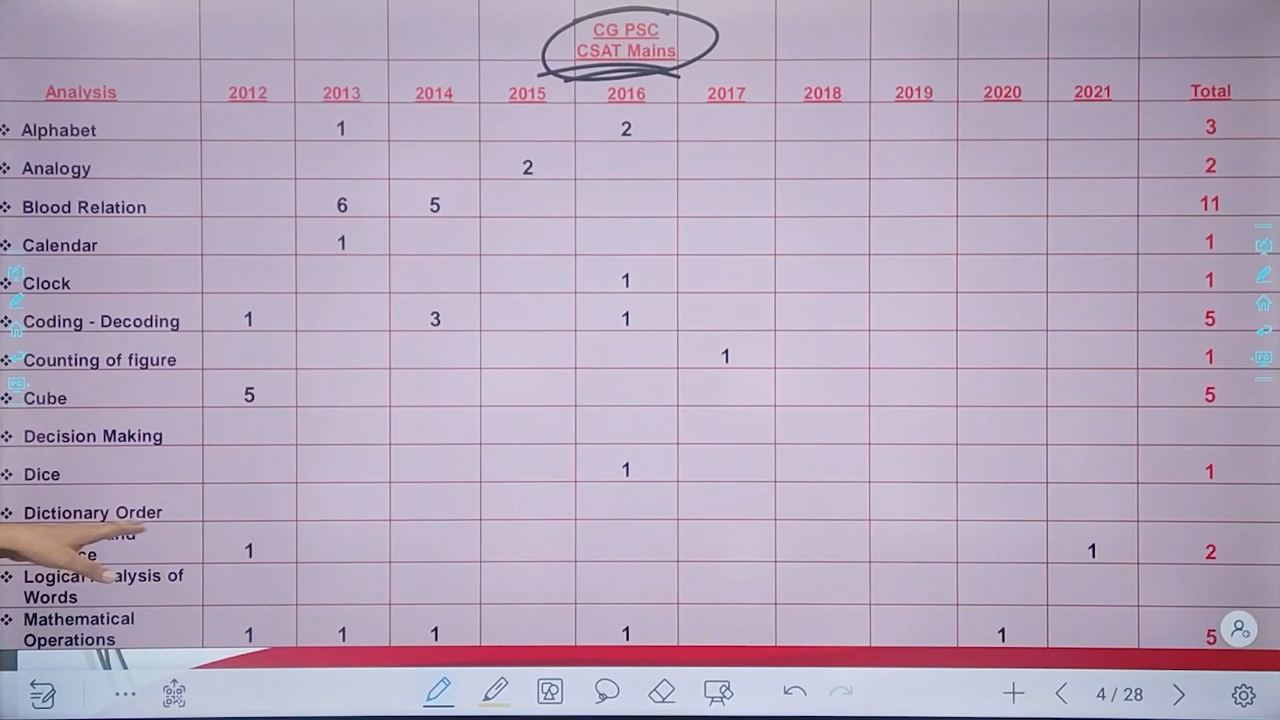 CG PSC
CSAT Mains
Analysis 2012 2013 2014 2015 2016 2017 2018 2019 2020 2021 Total
❖ Alphabet 1 2 3
❖ Analogy 2 2
❖ Blood Relation 6 5 11
❖ Calendar 1 1
❖ Clock 1 1
❖ Coding - Decoding 1 3 1 5
❖ Counting of figure 1 1
❖ Cube 5 5
❖ Decision Making
❖ Dice 1 1
❖ Dictionary Order
1 1 2
❖ Logical Analysis of
Words
❖ Mathematical
Operations 1 1 1 1 1 5
4 / 28